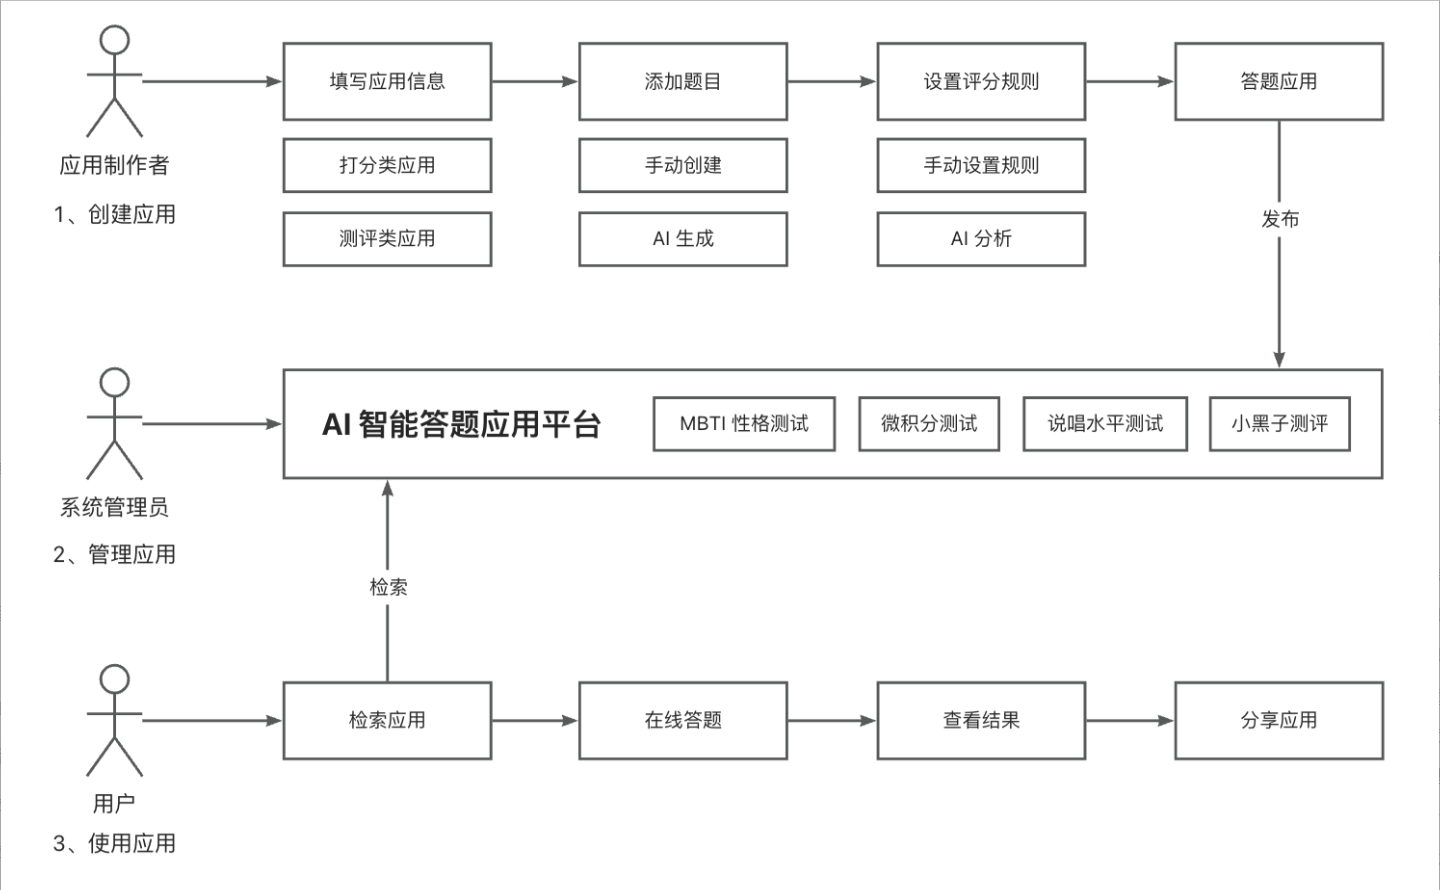 填写应用信息
添加题目
设置评分规则
答题应用
应用制作者
打分类应用
手动创建
手动设置规则
1、创建应用
测评类应用
AI 生成
AI 分析
发布
AI 智能答题应用平台
MBTI 性格测试
微积分测试
说唱水平测试
小黑子测评
系统管理员
2、管理应用
检索
检索应用
在线答题
查看结果
分享应用
用户
3、使用应用